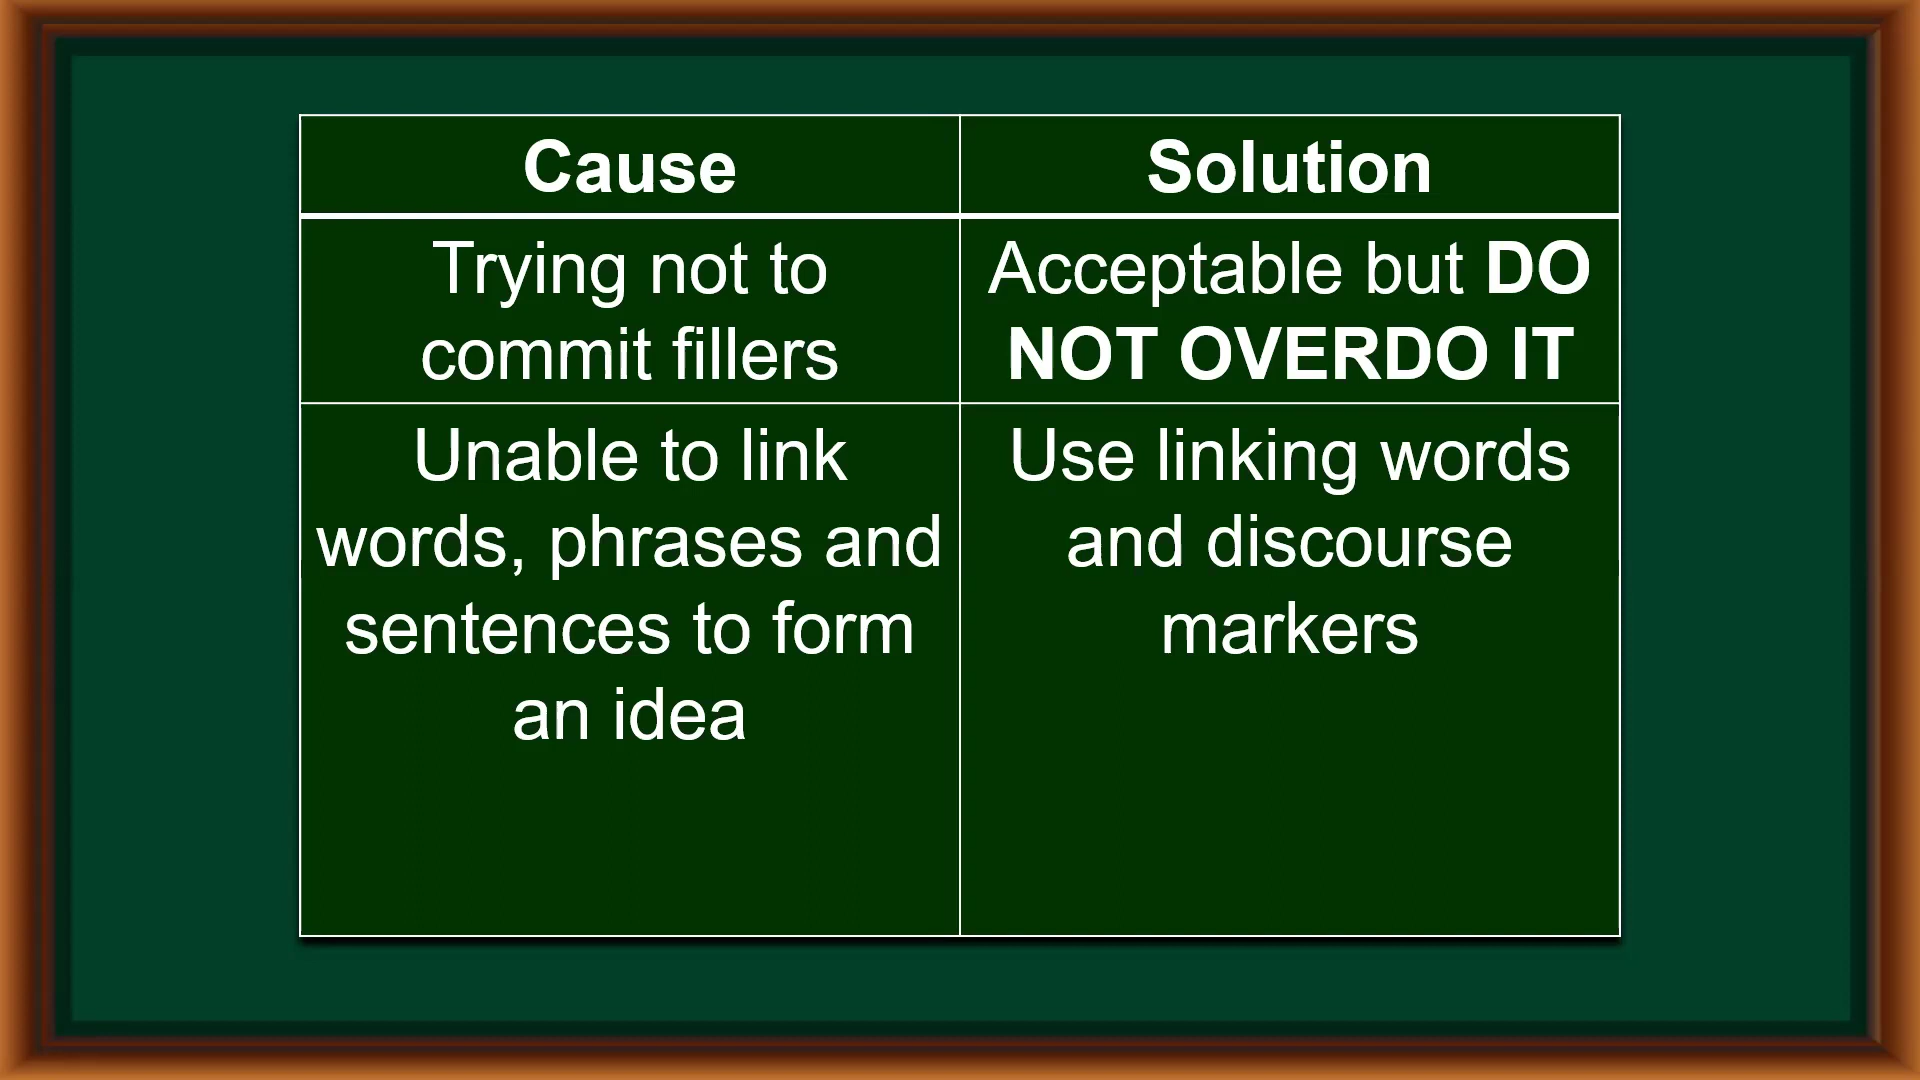 Cause
Solution
Trying not to
commit fillers
Acceptable but DO
NOT OVERDO IT
Unable to link
words, phrases and
sentences to form
an idea
Use linking words
and discourse
markers